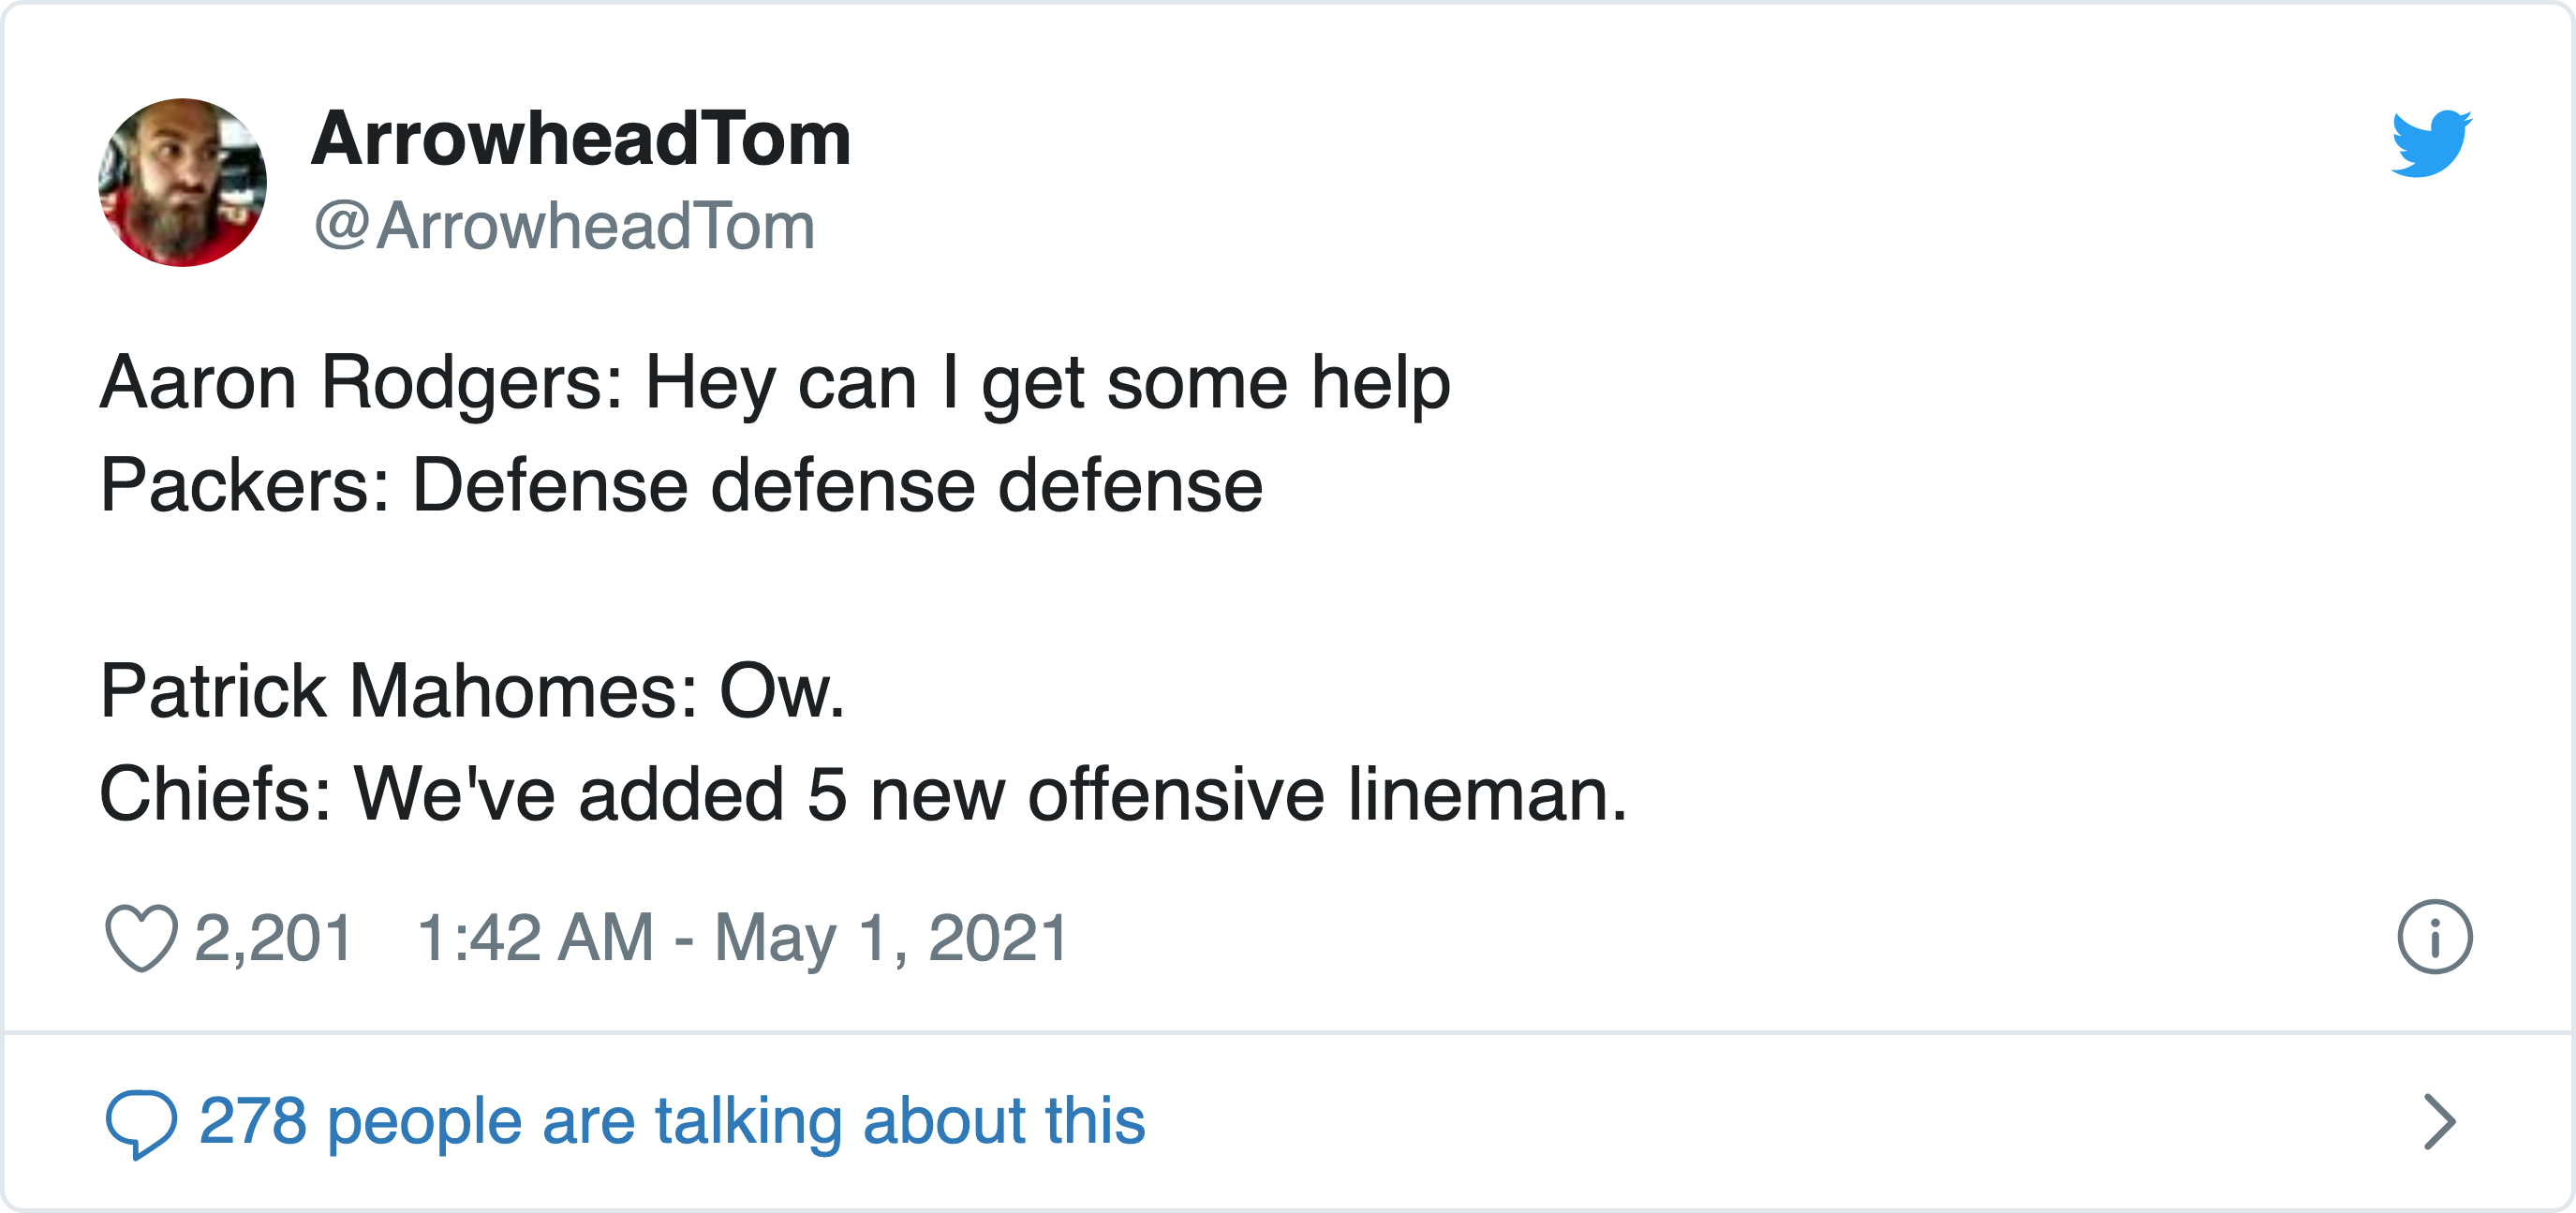 ArrowheadTom
@ArrowheadTom
Aaron Rodgers: Hey can I get some help
Packers: Defense defense defense
Patrick Mahomes: Ow.
Chiefs: We've added 5 new offensive lineman.
2,201 1:42 AM - May 1, 2021
278 people are talking about this